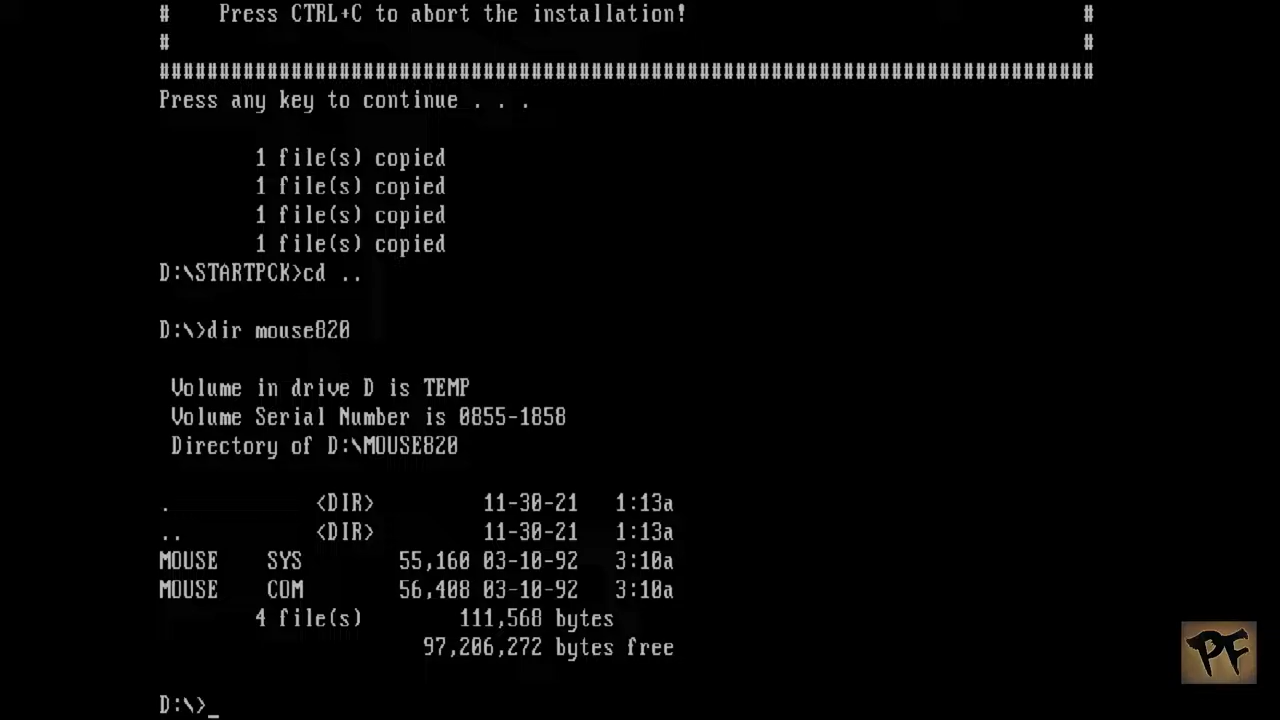 #    Press CTRL+C to abort the installation!                                  #
#                                                                             #
##############################################################################
Press any key to continue . . .
1 file(s) copied
1 file(s) copied
1 file(s) copied
1 file(s) copied
D:\STARTPCK>cd ..
D:\>dir mouse820
Volume in drive D is TEMP
Volume Serial Number is 0855-1858
Directory of D:\MOUSE820
.            <DIR>         11-30-21   1:13a
..           <DIR>         11-30-21   1:13a
MOUSE    SYS        55,160 03-10-92   3:10a
MOUSE    COM        56,408 03-10-92   3:10a
4 file(s)        111,568 bytes
97,206,272 bytes free
D:\>_
PF